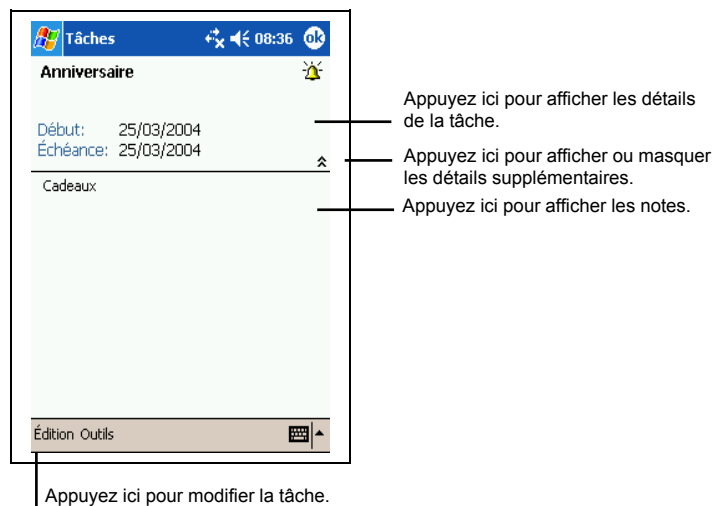 Tâches 08:36 ok
Anniversaire
Début: 25/03/2004
Échéance: 25/03/2004
Cadeaux
Édition Outils
Appuyez ici pour afficher les détails
de la tâche.
Appuyez ici pour afficher ou masquer
les détails supplémentaires.
Appuyez ici pour afficher les notes.
Appuyez ici pour modifier la tâche.